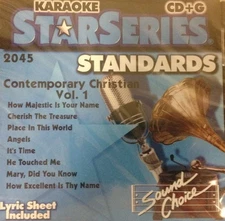 KARAOKE CD+G
STARSERIES
2045 STANDARDS
Contemporary Christian
Vol. 1
How Majestic Is Your Name
Cherish The Treasure
Place In This World
Angels
It's Time
He Touched Me
Mary, Did You Know
How Excellent Is Thy Name
Lyric Sheet
Included
Sound
Choice